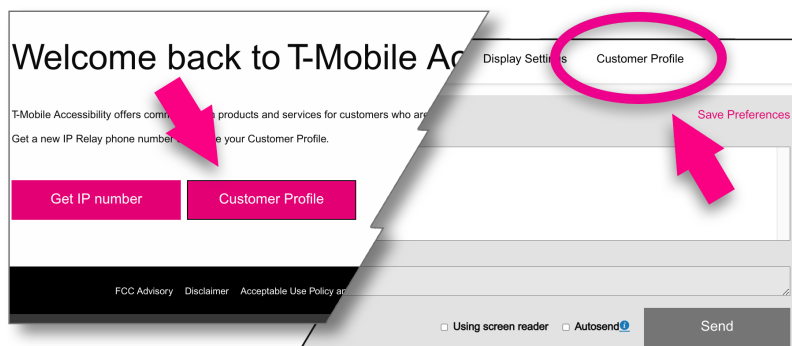 Welcome back to T-Mobile Ac
T-Mobile Accessibility offers comm products and services for customers who are
Get a new IP Relay phone number your Customer Profile.
Get IP number
Customer Profile
FCC Advisory Disclaimer Acceptable Use Policy
Display Settings Customer Profile
Save Preferences
Using screen reader Autosend
Send